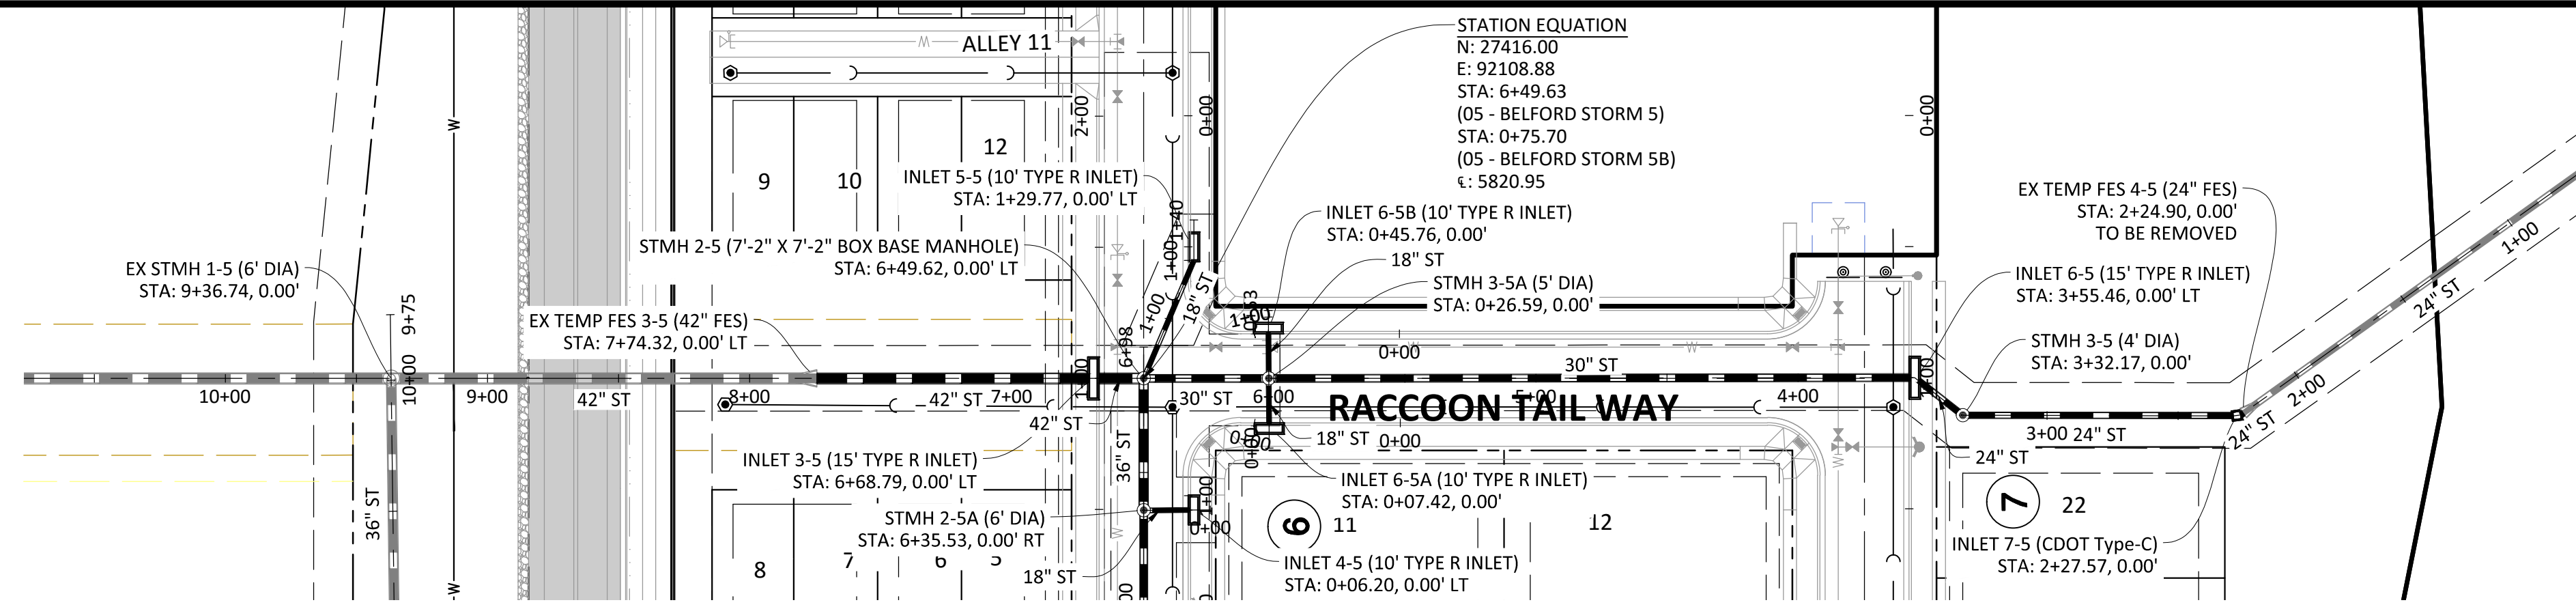 ALLEY 11
STATION EQUATION
N: 27416.00
E: 92108.88
STA: 6+49.63
(05 - BELFORD STORM 5)
STA: 0+75.70
(05 - BELFORD STORM 5B)
℄: 5820.95
E
W
W
2+00
0+00
0+00
12
9
10
INLET 5-5 (10' TYPE R INLET)
STA: 1+29.77, 0.00' LT
EX TEMP FES 4-5 (24" FES)
STA: 2+24.90, 0.00'
TO BE REMOVED
INLET 6-5B (10' TYPE R INLET)
STA: 0+45.76, 0.00'
18" ST
STMH 2-5 (7'-2" X 7'-2" BOX BASE MANHOLE)
STA: 6+49.62, 0.00' LT
1+40
1+00
1+00
18" ST
STMH 3-5A (5' DIA)
STA: 0+26.59, 0.00'
EX STMH 1-5 (6' DIA)
STA: 9+36.74, 0.00'
INLET 6-5 (15' TYPE R INLET)
STA: 3+55.46, 0.00' LT
1+00
24" ST
2+00
9+75
10+00
EX TEMP FES 3-5 (42" FES)
STA: 7+74.32, 0.00' LT
6+98
1+00
0+00
W
STMH 3-5 (4' DIA)
STA: 3+32.17, 0.00'
30" ST
10+00
9+00
42" ST
8+00
42" ST
7+00
30" ST
6+00
5+00
4+00
RACCOON TAIL WAY
42" ST
18" ST
0+00
3+00
24" ST
24" ST
24" ST
36" ST
36" ST
INLET 3-5 (15' TYPE R INLET)
STA: 6+68.79, 0.00' LT
INLET 6-5A (10' TYPE R INLET)
STA: 0+07.42, 0.00'
1+00
0+00
STMH 2-5A (6' DIA)
STA: 6+35.53, 0.00' RT
6
11
12
7
22
INLET 7-5 (CDOT Type-C)
STA: 2+27.57, 0.00'
INLET 4-5 (10' TYPE R INLET)
STA: 0+06.20, 0.00' LT
18" ST
8
7
6
5
W